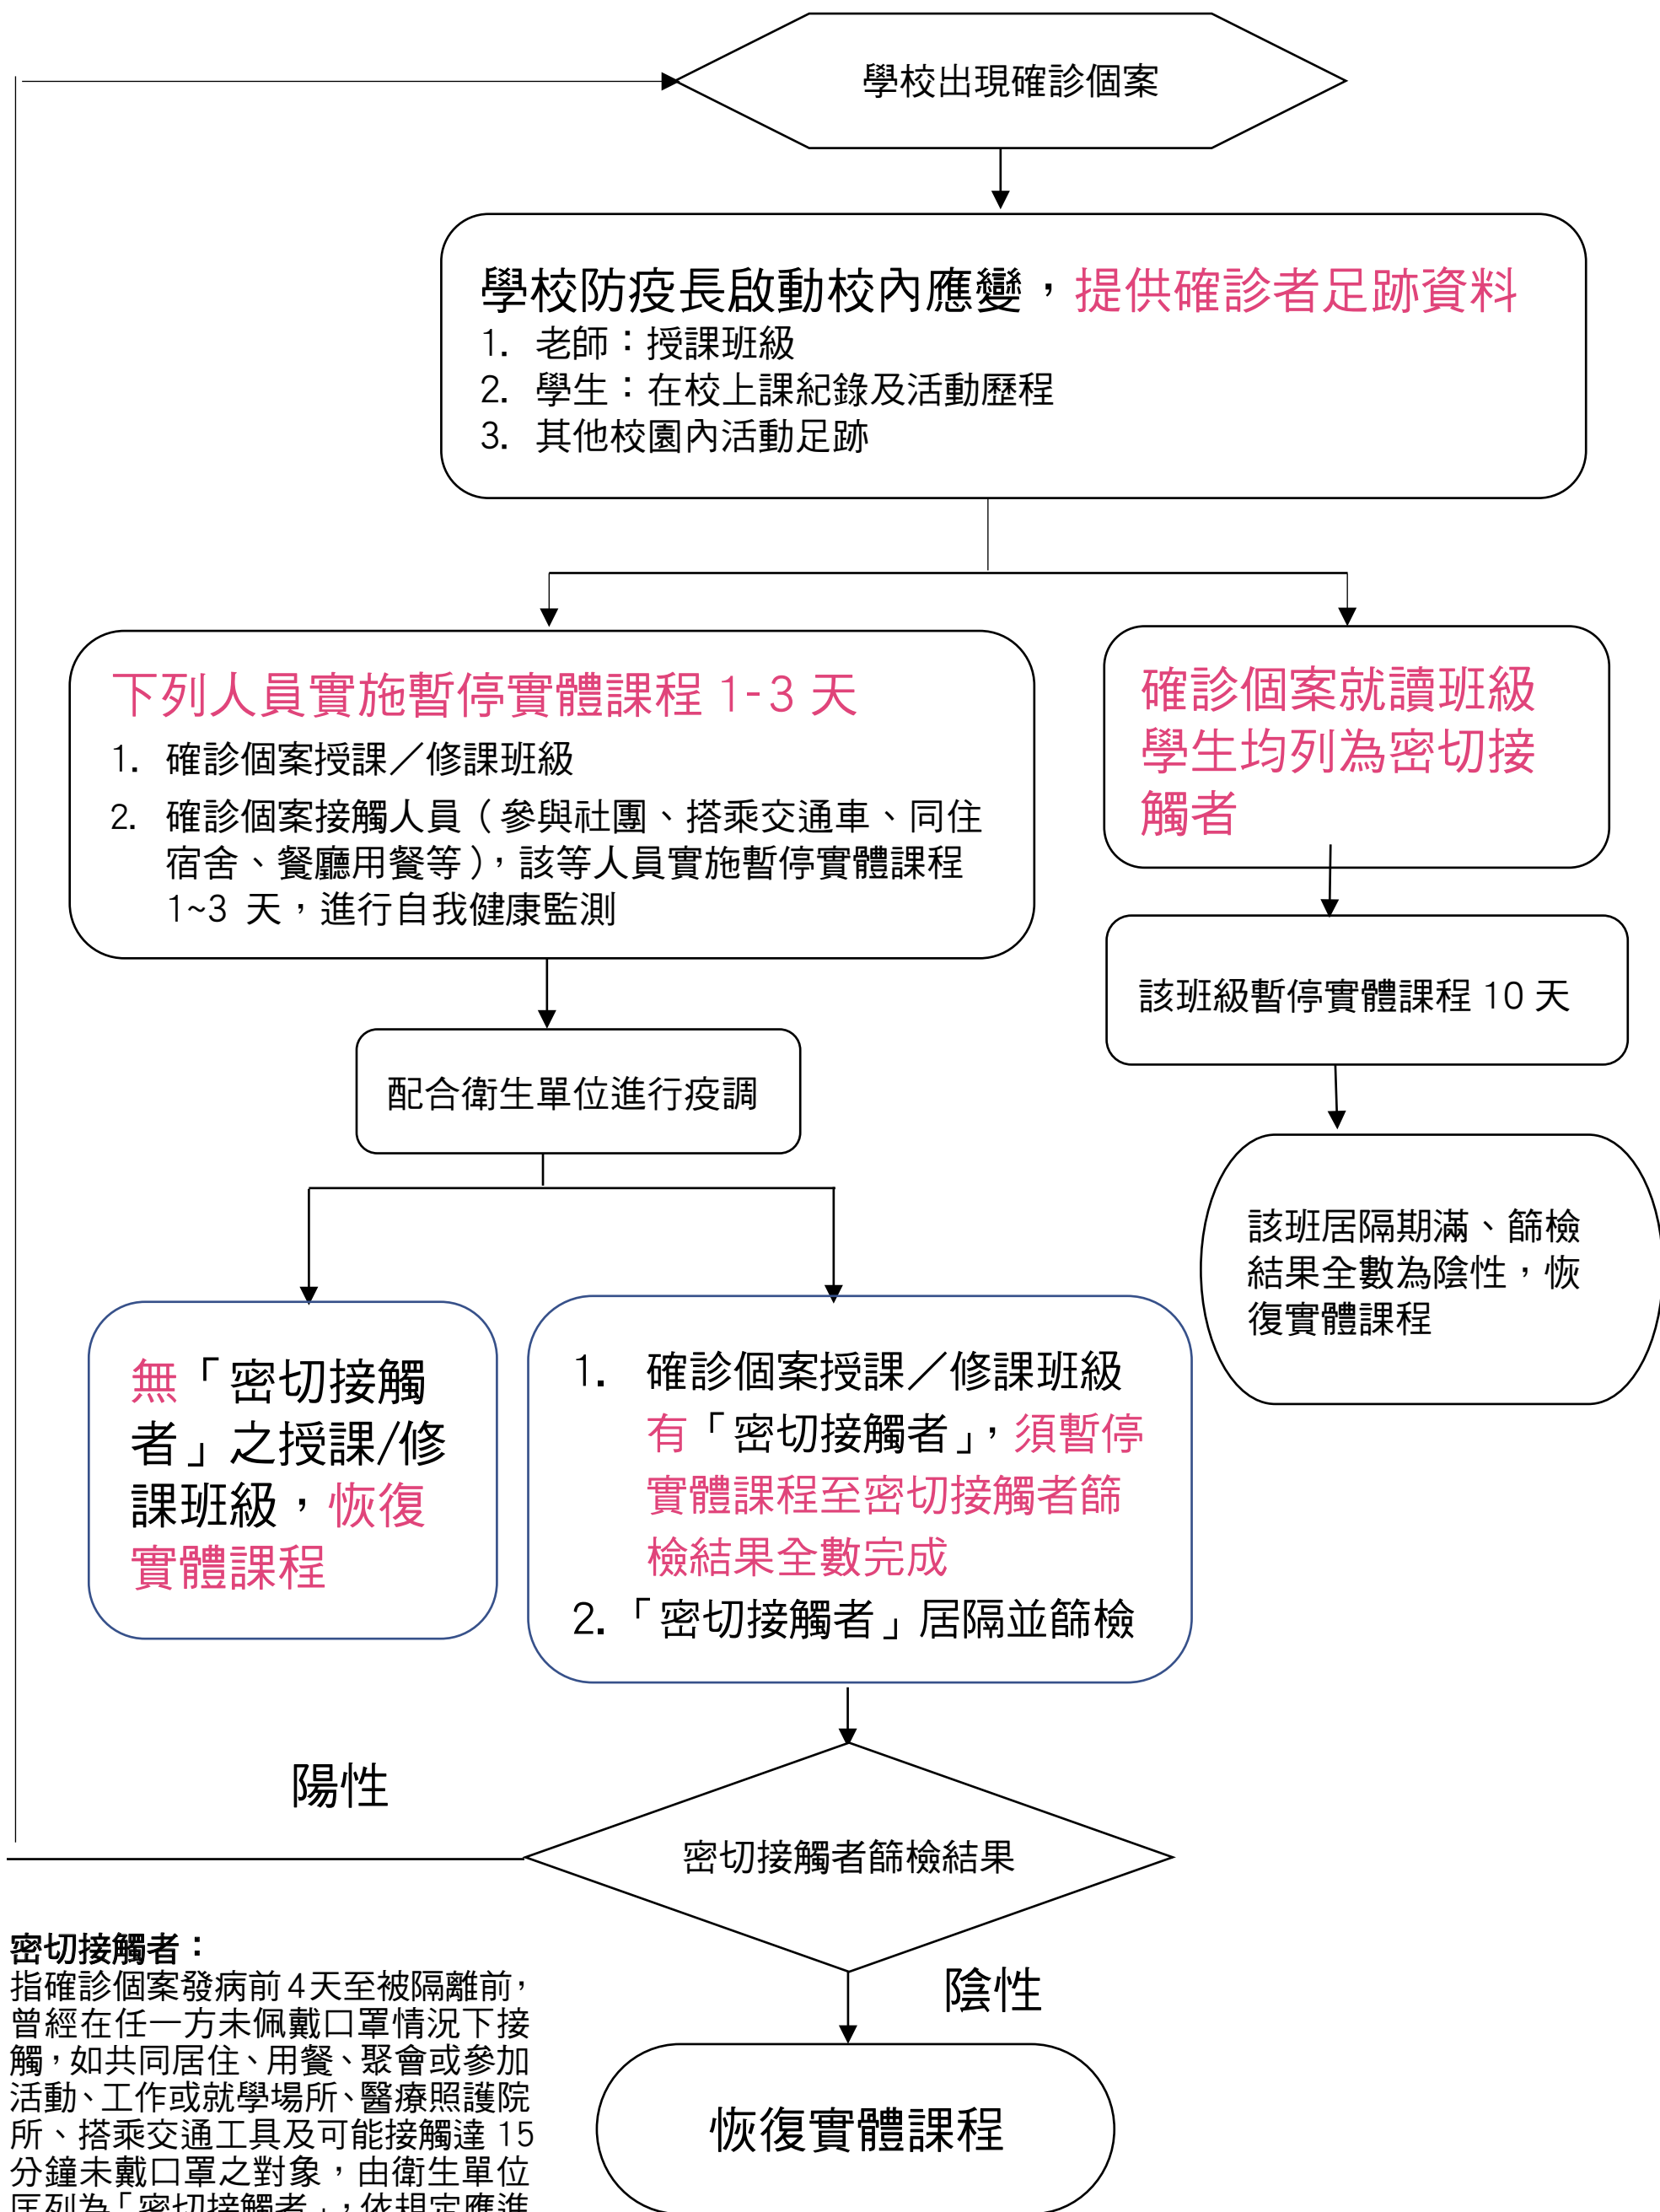 學校出現確診個案
學校防疫長啟動校內應變，提供確診者足跡資料
1. 老師：授課班級
2. 學生：在校上課紀錄及活動歷程
3. 其他校園內活動足跡
下列人員實施暫停實體課程 1-3 天
1. 確診個案授課／修課班級
2. 確診個案接觸人員（參與社團、搭乘交通車、同住
宿舍、餐廳用餐等），該等人員實施暫停實體課程
1~3 天，進行自我健康監測
確診個案就讀班級
學生均列為密切接
觸者
該班級暫停實體課程 10 天
配合衛生單位進行疫調
該班居隔期滿、篩檢
結果全數為陰性，恢
復實體課程
無「密切接觸
者」之授課/修
課班級，恢復
實體課程
1. 確診個案授課／修課班級
有「密切接觸者」，須暫停
實體課程至密切接觸者篩
檢結果全數完成
2.「密切接觸者」居隔並篩檢
陽性
密切接觸者篩檢結果
陰性
恢復實體課程
密切接觸者：
指確診個案發病前 4 天至被隔離前，
曾經在任一方未佩戴口罩情況下接
觸，如共同居住、用餐、聚會或參加
活動、工作或就學場所、醫療照護院
所、搭乘交通工具及可能接觸達 15
分鐘未戴口罩之對象，由衛生單位
匡列為「密切接觸者」，依規定應進